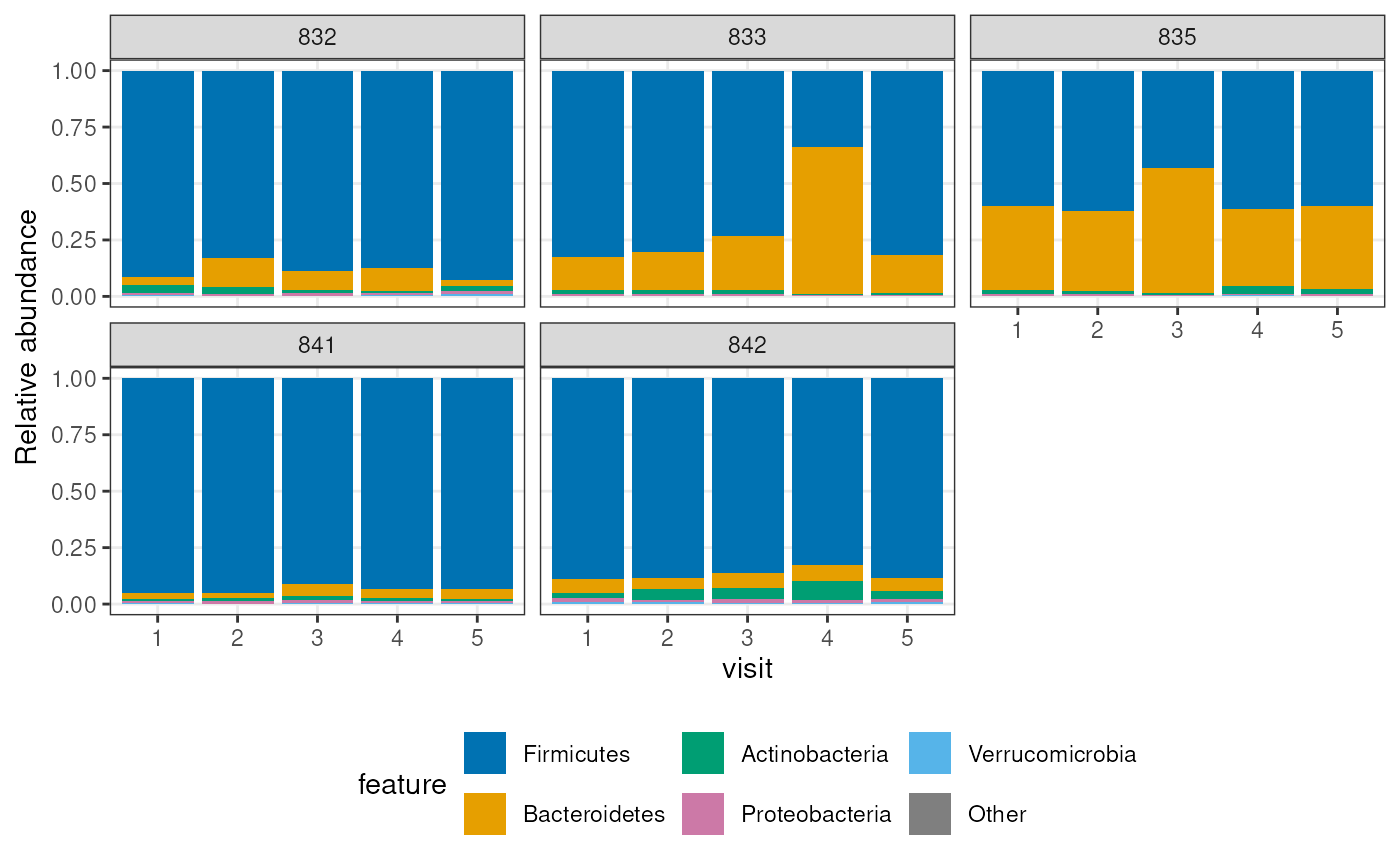 832 833 835
1.00
0.75
0.50
0.25
0.00
1 2 3 4 5
841 842
1.00
0.75
0.50
0.25
0.00
1 2 3 4 5 1 2 3 4 5
Relative abundance
visit
feature
Firmicutes Actinobacteria Verrucomicrobia
Bacteroidetes Proteobacteria Other